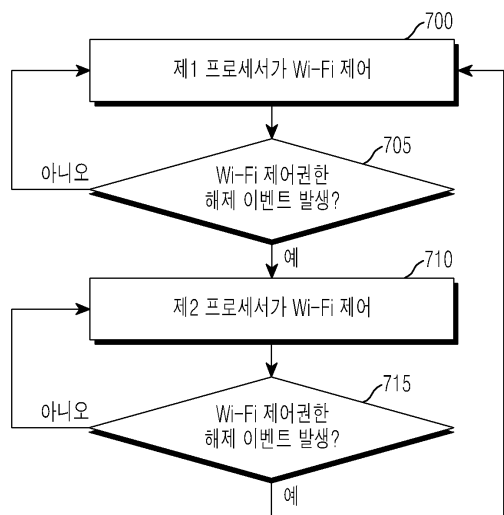 700
제1 프로세서가 Wi-Fi 제어
705
Wi-Fi 제어권한
해제 이벤트 발생?
아니오
예
710
제2 프로세서가 Wi-Fi 제어
715
Wi-Fi 제어권한
해제 이벤트 발생?
아니오
예